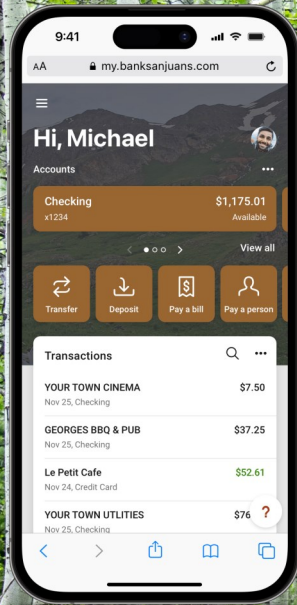 9:41
AA my.banksanjuans.com
Hi, Michael
Accounts
Checking $1,175.01
x1234 Available
View all
Transfer Deposit Pay a bill Pay a person
Transactions
YOUR TOWN CINEMA $7.50
Nov 25, Checking
GEORGES BBQ & PUB $37.25
Nov 25, Checking
Le Petit Cafe $52.61
Nov 24, Credit Card
YOUR TOWN UTLITIES $76
?
Nov 25, Checking